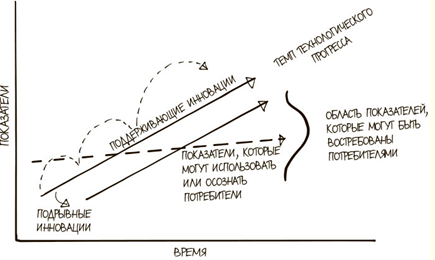 ПОКАЗАТЕЛИ
ТЕМП ТЕХНОЛОГИЧЕСКОГО
ПРОГРЕССА
ПОДДЕРЖИВАЮЩИЕ ИННОВАЦИИ
ОБЛАСТЬ ПОКАЗАТЕЛЕЙ,
КОТОРЫЕ МОГУТ БЫТЬ
ВОСТРЕБОВАНЫ
ПОТРЕБИТЕЛЯМИ
ПОКАЗАТЕЛИ, КОТОРЫЕ
МОГУТ ИСПОЛЬЗОВАТЬ
ИЛИ ОСОЗНАТЬ
ПОТРЕБИТЕЛИ
ПОДРЫВНЫЕ
ИННОВАЦИИ
ВРЕМЯ